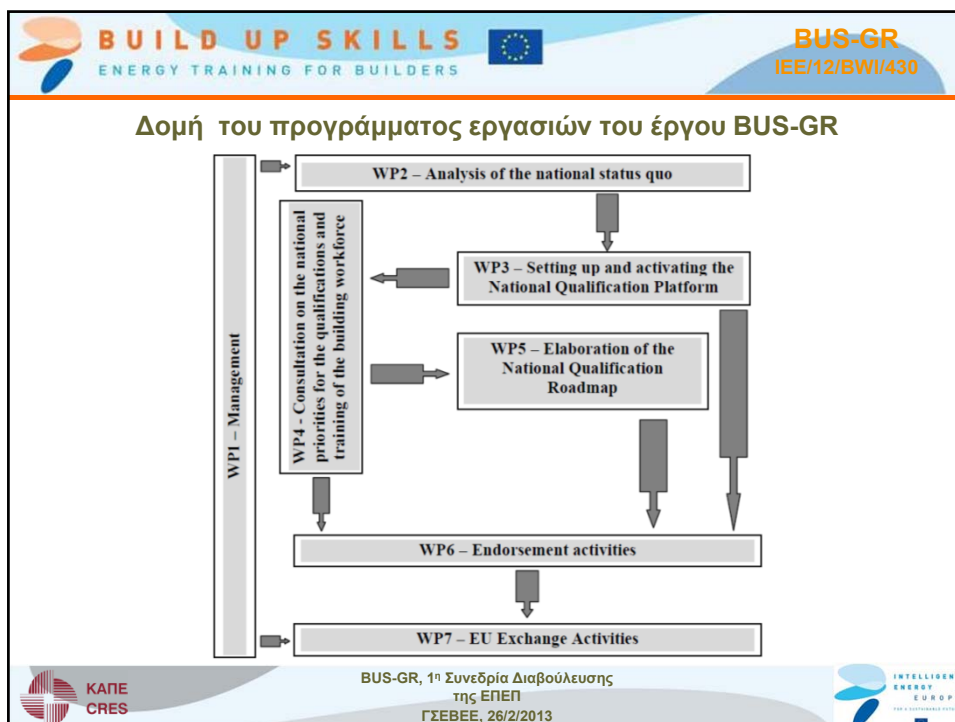 BUILD UP SKILLS
ENERGY TRAINING FOR BUILDERS
BUS-GR
IEE/12/BWI/430
Δομή του προγράμματος εργασιών του έργου BUS-GR
WP1 – Management
WP2 – Analysis of the national status quo
WP3 – Setting up and activating the
National Qualification Platform
WP4 - Consultation on the national
priorities for the qualifications and
training of the building workforce
WP5 – Elaboration of the
National Qualification
Roadmap
WP6 – Endorsement activities
WP7 – EU Exchange Activities
ΚΑΠΕ
CRES
BUS-GR, 1η Συνεδρία Διαβούλευσης
της ΕΠΕΠ
ΓΣΕΒΕΕ, 26/2/2013
INTELLIGEN
ENERGY
EUROP